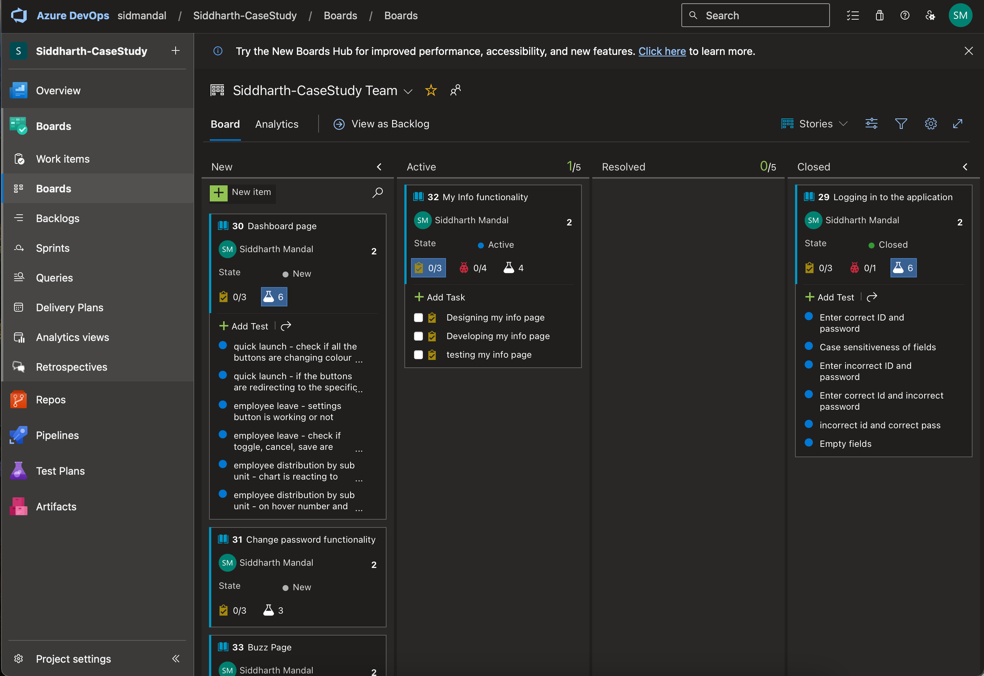 Azure DevOps sidmandal / Siddharth-CaseStudy / Boards / Boards
Search
SM
S Siddharth-CaseStudy +
Overview
Boards
Work items
Boards
Backlogs
Sprints
Queries
Delivery Plans
Analytics views
Retrospectives
Repos
Pipelines
Test Plans
Artifacts
Project settings
Try the New Boards Hub for improved performance, accessibility, and new features. Click here to learn more.
Siddharth-CaseStudy Team
Board Analytics View as Backlog
Stories
New
New item
30 Dashboard page
SM Siddharth Mandal
2
State New
0/3 6
Add Test
quick launch - check if all the
buttons are changing colour ...
quick launch - if the buttons
are redirecting to the specific...
employee leave - settings
button is working or not
employee leave - check if
toggle, cancel, save are ...
employee distribution by sub
unit - chart is reacting to ...
employee distribution by sub
unit - on hover number and ...
31 Change password functionality
SM Siddharth Mandal
2
State New
0/3 3
33 Buzz Page
SM Siddharth Mandal
2
Active 1/5
32 My Info functionality
SM Siddharth Mandal
2
State Active
0/3 0/4 4
Add Task
Designing my info page
Developing my info page
testing my info page
Resolved 0/5
Closed
29 Logging in to the application
SM Siddharth Mandal
2
State Closed
0/3 0/1 6
Add Test
Enter correct ID and
password
Case sensitiveness of fields
Enter incorrect ID and
password
Enter correct Id and incorrect
password
incorrect id and correct pass
Empty fields